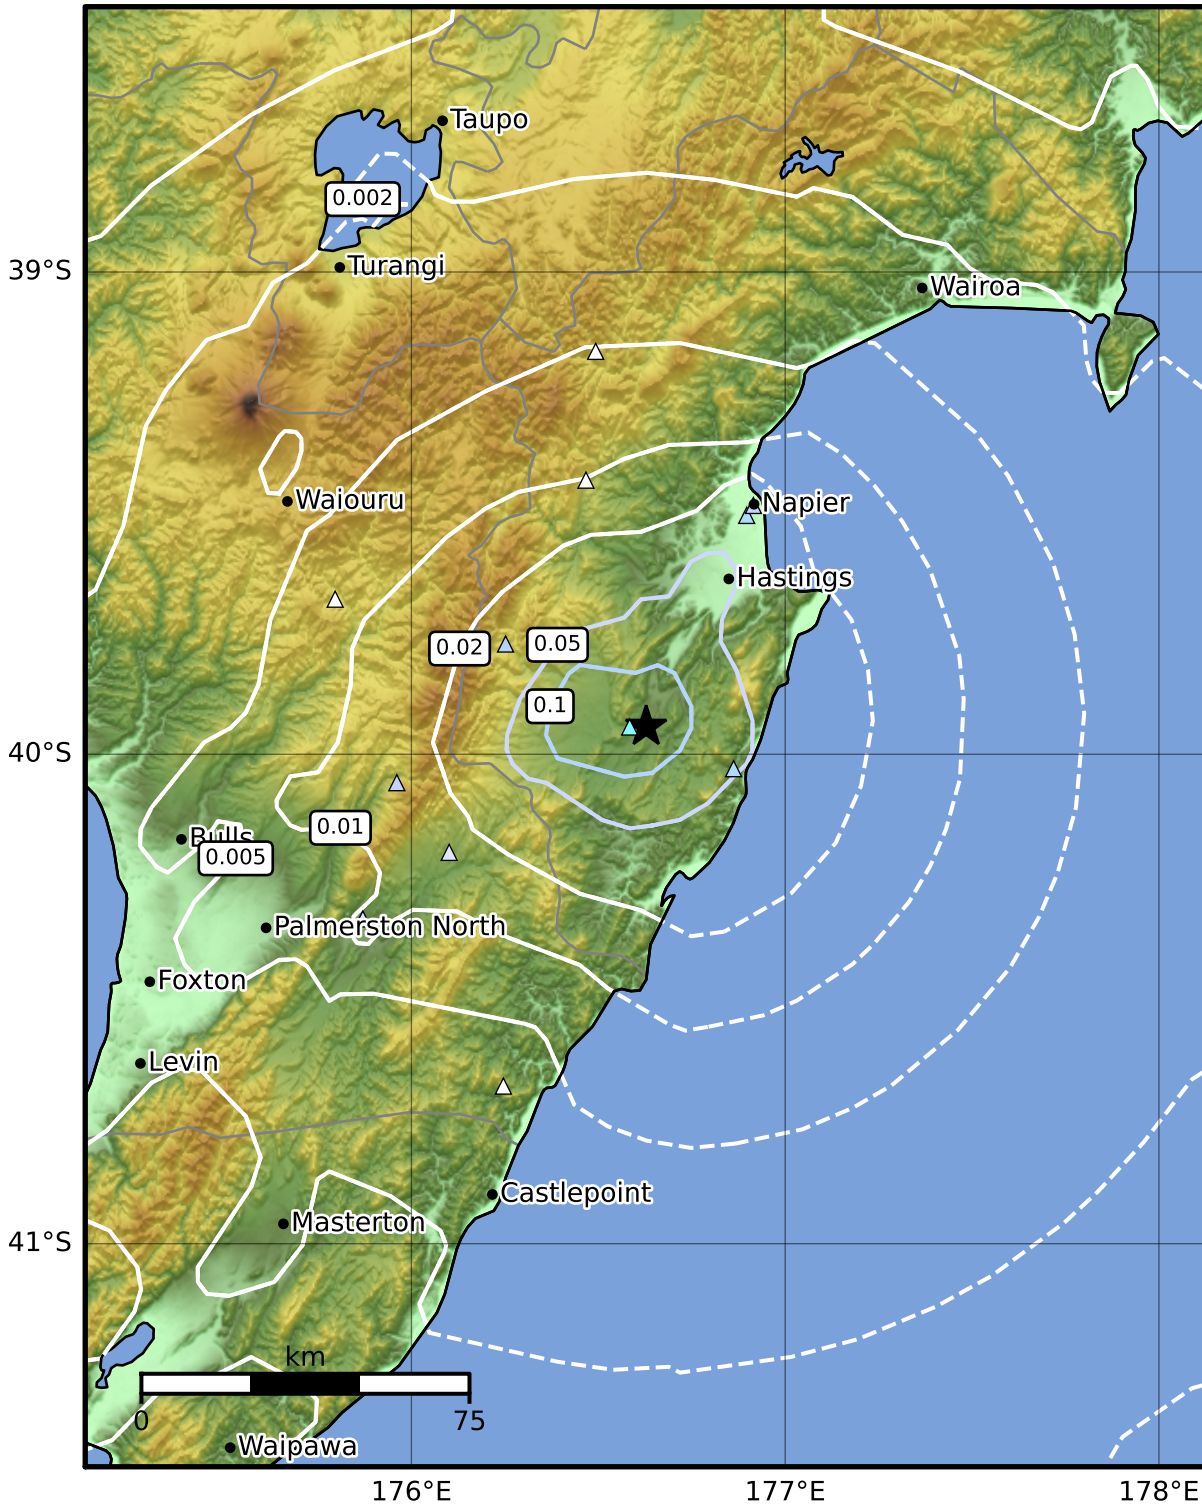 Taupo
0.002
Turangi
39°S
Wairoa
Waiouru
Napier
Hastings
0.02
0.05
0.1
40°S
0.01
Bulls
0.005
Palmerston North
Foxton
Levin
Castlepoint
Masterton
41°S
km
0
75
Waipawa
176°E
177°E
178°E